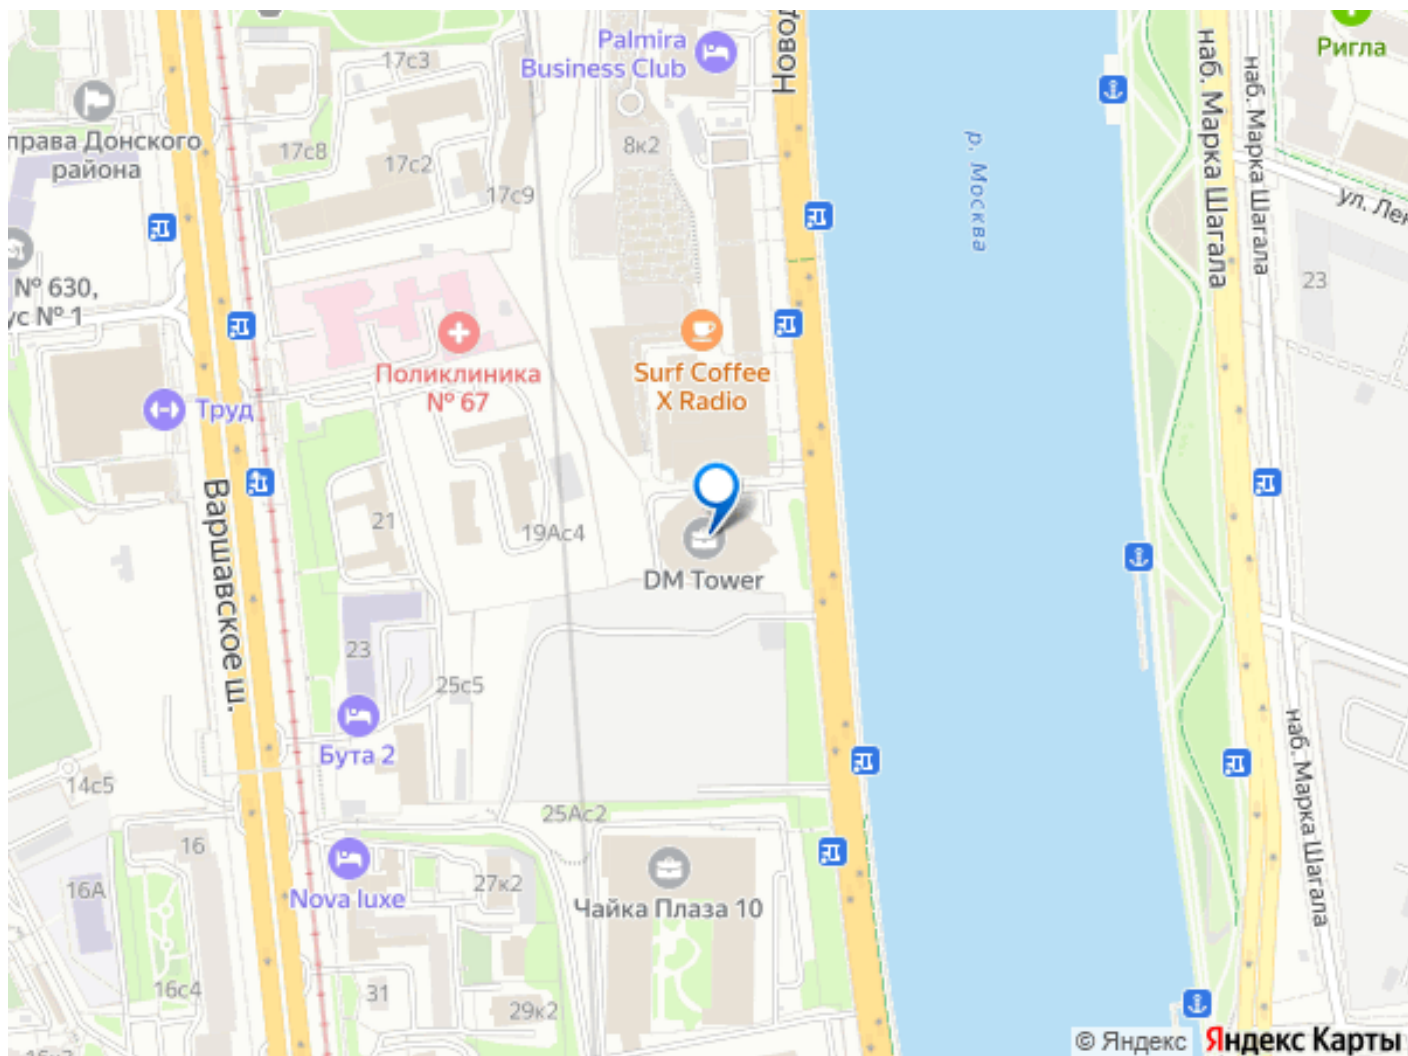 17с3
Palmira
Business Club
Новод
наб. Марка Шагала
наб. Марка Шагала
Ригла
права Донского
района
17с8
17с2
17с9
8к2
р. Москва
ул. Лен
№ 630,
ус № 1
23
Поликлиника
№ 67
Surf Coffee
X Radio
Труд
Варшавское ш.
21
19Ас4
DM Tower
23
25с5
Бута 2
14с5
25Ас2
наб. Марка Шагала
16
16А
Nova luxe
27к2
Чайка Плаза 10
16с4
31
29к2
© Яндекс
Яндекс Карты